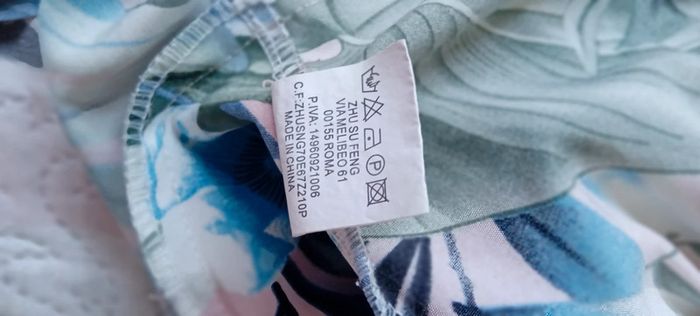 ZHU SU FENG
VIA MELIBEO 61
00155 ROMA
P.IVA: 14960921006
C.F:ZHUSNG70E67Z210P
MADE IN CHINA